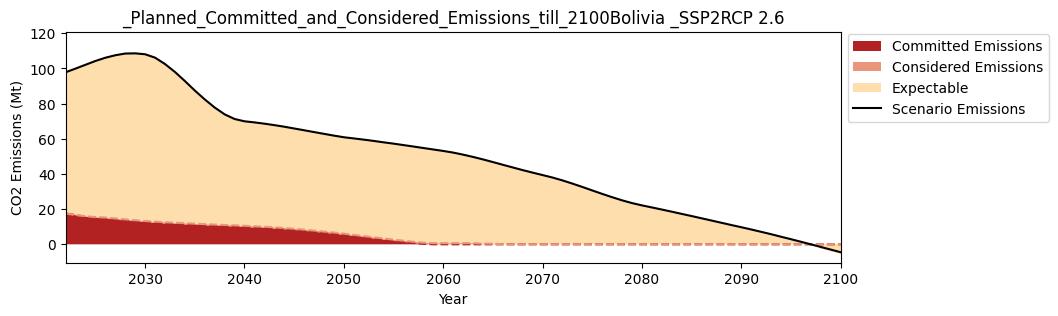 _Planned_Committed_and_Considered_Emissions_till_2100Bolivia _SSP2RCP 2.6
120
100
80
60
40
20
0
CO2 Emissions (Mt)
2030 2040 2050 2060 2070 2080 2090 2100
Year
Committed Emissions
Considered Emissions
Expectable
Scenario Emissions